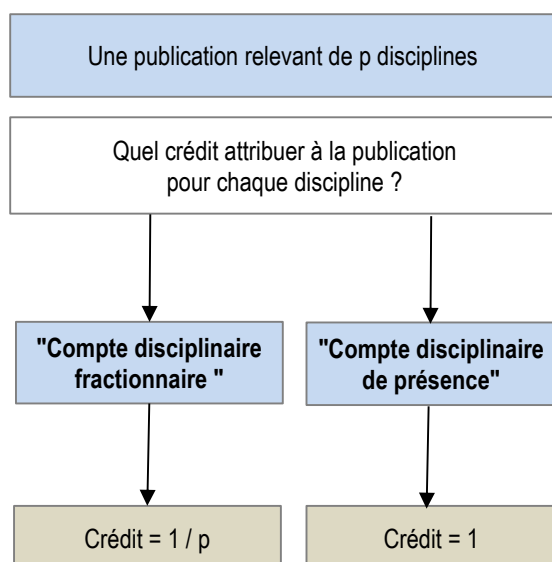 Une publication relevant de p disciplines
Quel crédit attribuer à la publication
pour chaque discipline ?
"Compte disciplinaire
fractionnaire "
"Compte disciplinaire
de présence"
Crédit = 1 / p
Crédit = 1